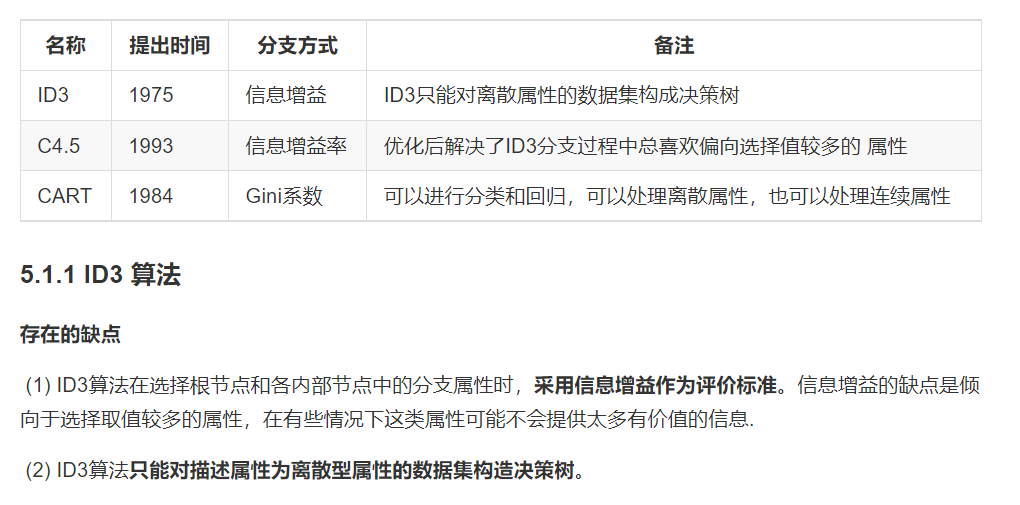 名称 提出时间 分支方式 备注
ID3 1975 信息增益 ID3只能对离散属性的数据集构成决策树
C4.5 1993 信息增益率 优化后解决了ID3分支过程中总喜欢偏向选择值较多的 属性
CART 1984 Gini系数 可以进行分类和回归，可以处理离散属性，也可以处理连续属性
5.1.1 ID3 算法
存在的缺点
(1) ID3算法在选择根节点和各内部节点中的分支属性时，采用信息增益作为评价标准。信息增益的缺点是倾
向于选择取值较多的属性，在有些情况下这类属性可能不会提供太多有价值的信息.
(2) ID3算法只能对描述属性为离散型属性的数据集构造决策树。